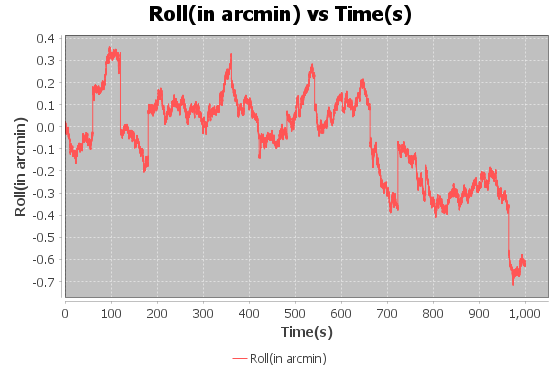 Roll(in arcmin) vs Time(s)
Roll(in arcmin)
0.4
0.3
0.2
0.1
0.0
-0.1
-0.2
-0.3
-0.4
-0.5
-0.6
-0.7
0 100 200 300 400 500 600 700 800 900 1,000
Time(s)
Roll(in arcmin)